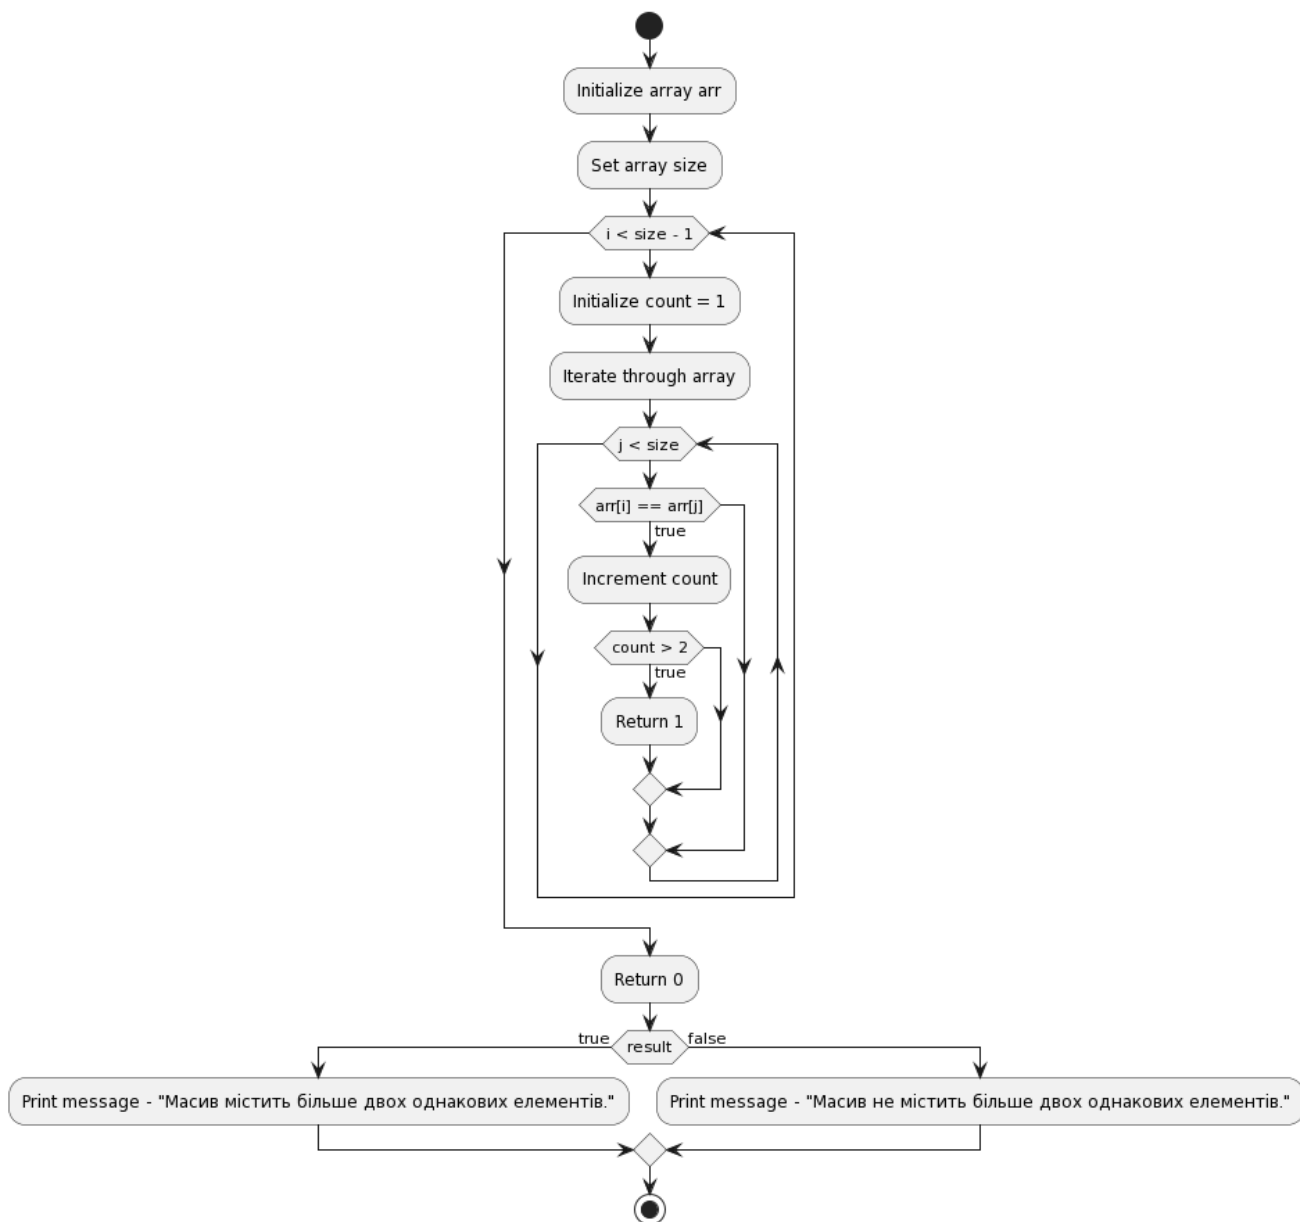 Initialize array arr
Set array size
i < size - 1
Initialize count = 1
Iterate through array
j < size
arr[i] == arr[j]
true
Increment count
count > 2
true
Return 1
Return 0
true
result
false
Print message - "Масив містить більше двох однакових елементів."
Print message - "Масив не містить більше двох однакових елементів."